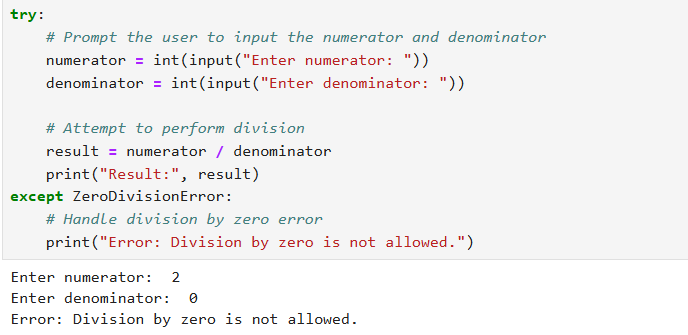 try:
    # Prompt the user to input the numerator and denominator
    numerator = int(input("Enter numerator: "))
    denominator = int(input("Enter denominator: "))

    # Attempt to perform division
    result = numerator / denominator
    print("Result:", result)
except ZeroDivisionError:
    # Handle division by zero error
    print("Error: Division by zero is not allowed.")
Enter numerator:  2
Enter denominator:  0
Error: Division by zero is not allowed.